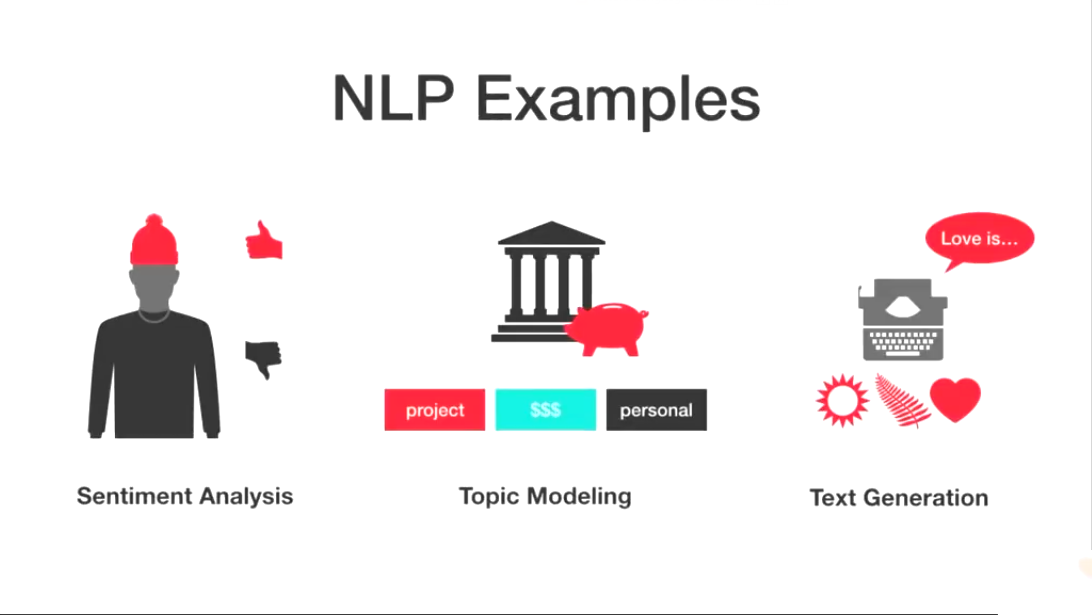 NLP Examples
Love is...
project
$$$
personal
Sentiment Analysis
Topic Modeling
Text Generation